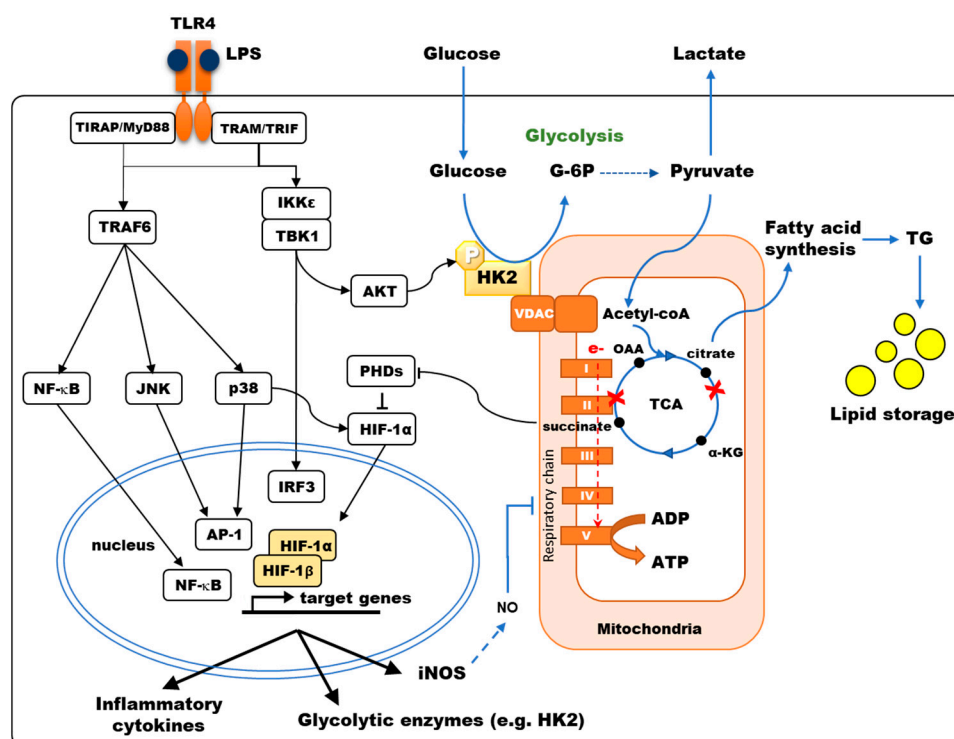 TLR4
LPS
Glucose
Lactate
TIRAP/MyD88
TRAM/TRIF
Glycolysis
Glucose
G-6P
Pyruvate
IKKε
TBK1
TRAF6
Fatty acid
synthesis
TG
P
HK2
AKT
VDAC
Acetyl-coA
e-
OAA
citrate
I
PHDs
NF-κB
JNK
p38
II
TCA
Lipid storage
HIF-1α
succinate
α-KG
III
IRF3
IV
Respiratory chain
ADP
V
ATP
AP-1
nucleus
HIF-1α
HIF-1β
NF-κB
target genes
NO
Mitochondria
iNOS
Inflammatory
cytokines
Glycolytic enzymes (e.g. HK2)